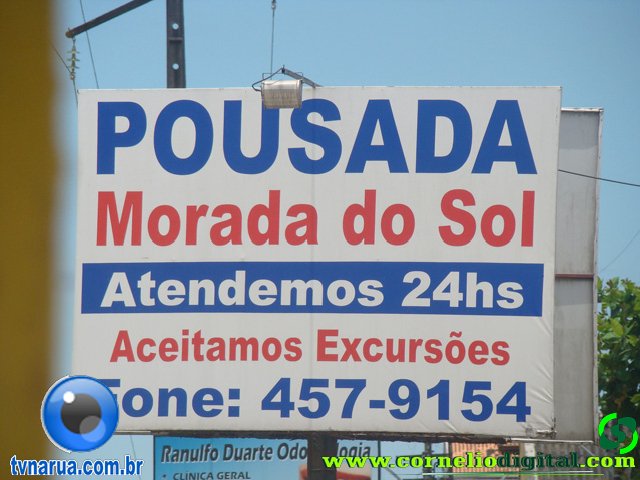 POUSADA
Morada do Sol
Atendemos 24hs
Aceitamos Excursões
Fone: 457-9154
Ranulfo Duarte Odontologia
• CLINICA GERAL
tvnarua.com.br
www.corneliodigital.com